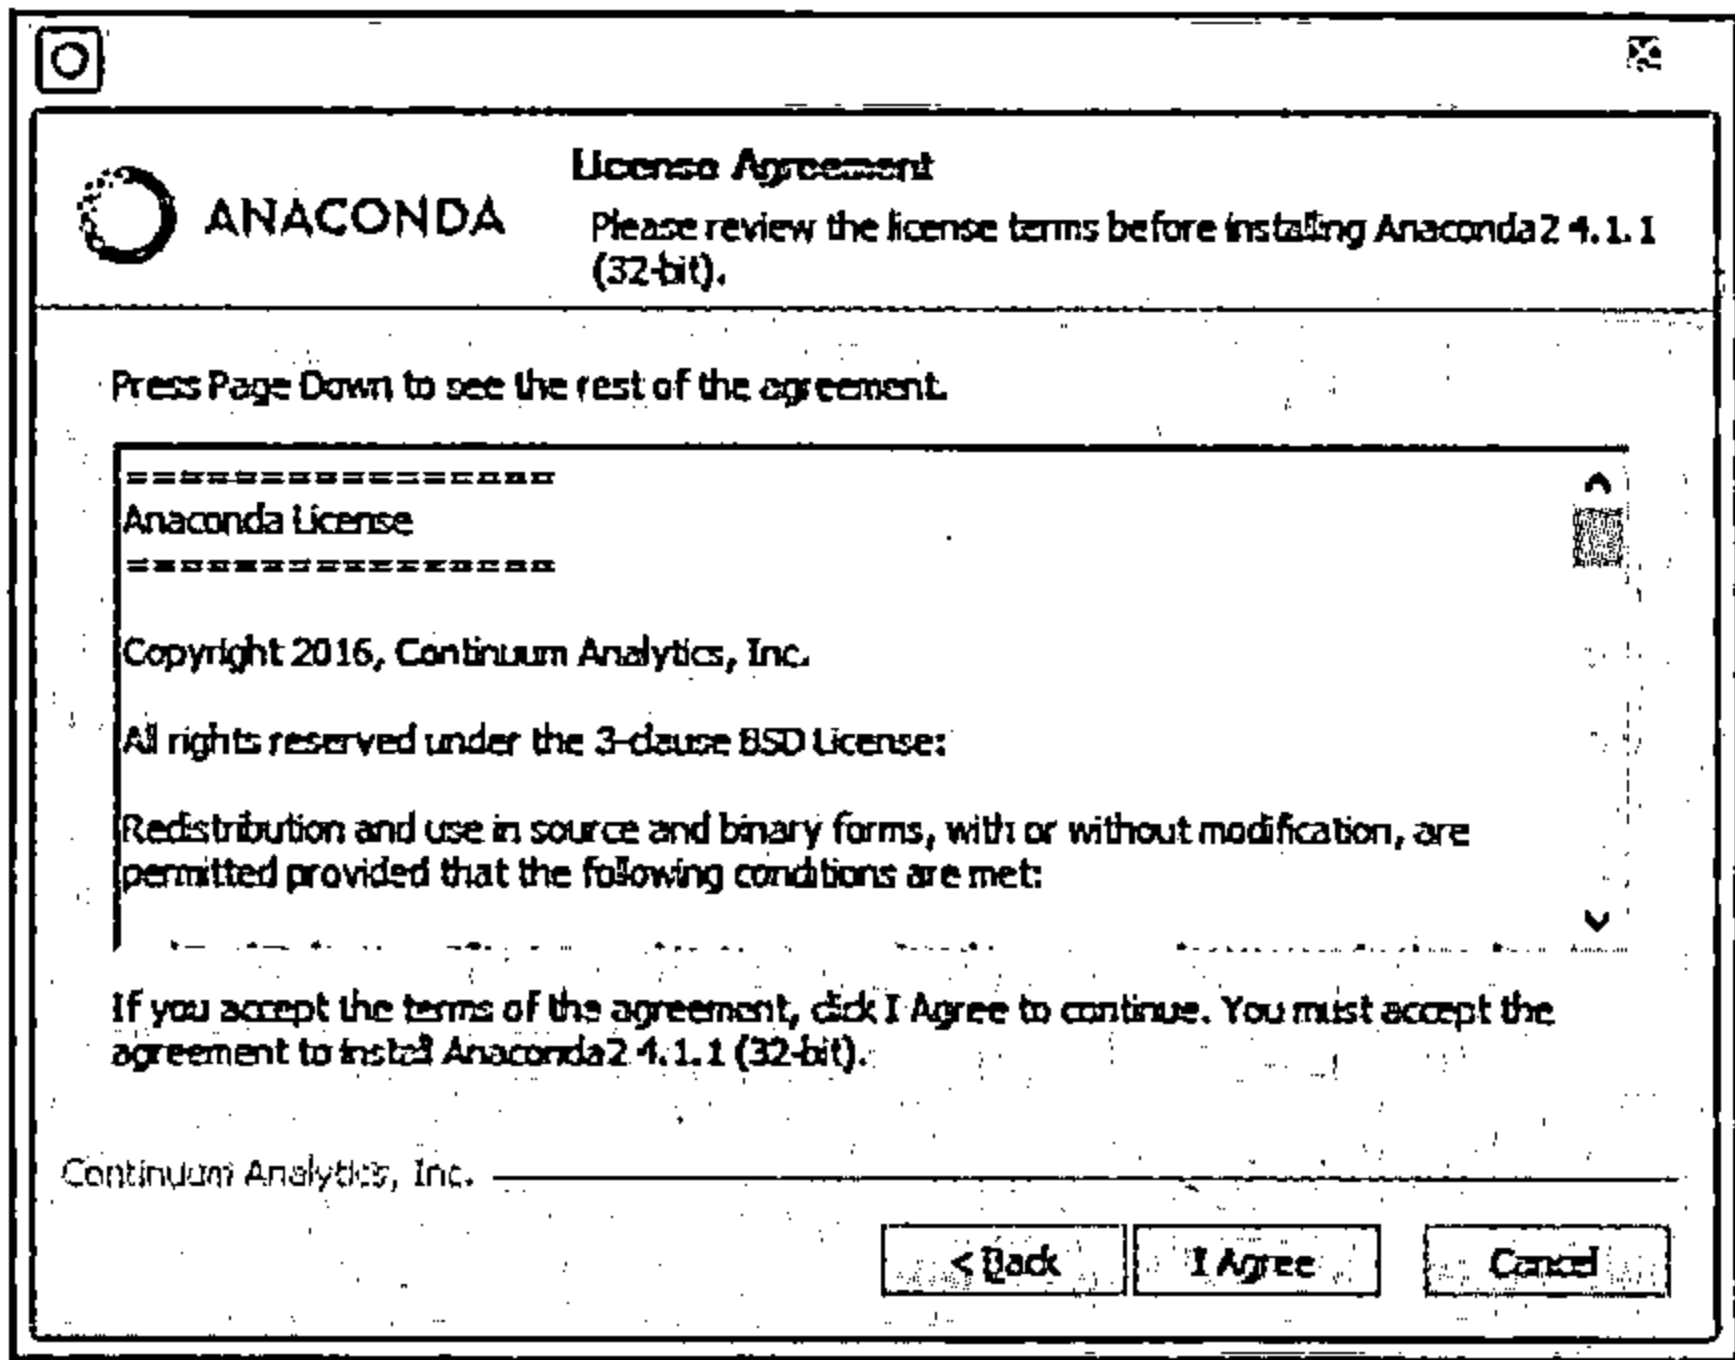 License Agreement
ANACONDA
Please review the license terms before installing Anaconda2 4.1.1
(32-bit).
Press Page Down to see the rest of the agreement.
================
Anaconda License
================
Copyright 2016, Continuum Analytics, Inc.
All rights reserved under the 3-clause BSD License:
Redistribution and use in source and binary forms, with or without modification, are
permitted provided that the following conditions are met:
If you accept the terms of the agreement, click I Agree to continue. You must accept the
agreement to install Anaconda2 4.1.1 (32-bit).
Continuum Analytics, Inc.
< Back
I Agree
Cancel